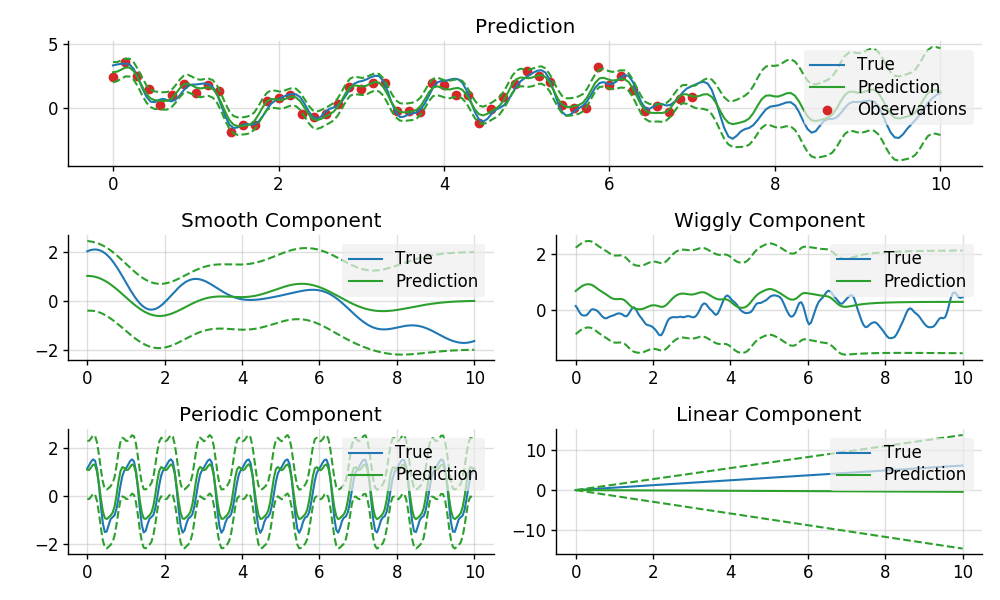 Prediction
5
0
True
Prediction
Observations
0 2 4 6 8 10
Smooth Component
2
0
−2
True
Prediction
0 2 4 6 8 10
Wiggly Component
2
0
True
Prediction
0 2 4 6 8 10
Periodic Component
2
0
−2
True
Prediction
0 2 4 6 8 10
Linear Component
10
0
−10
True
Prediction
0 2 4 6 8 10